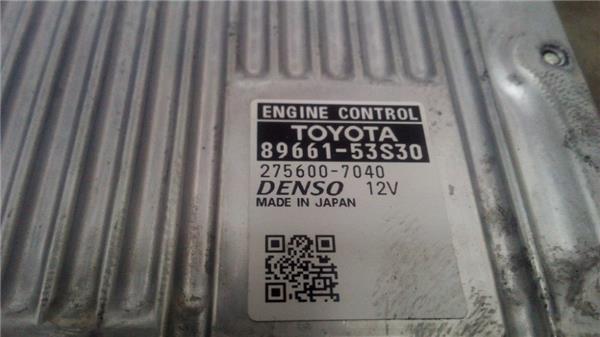 ENGINE CONTROL
TOYOTA
89661-53S30
275600-7040
DENSO 12V
MADE IN JAPAN